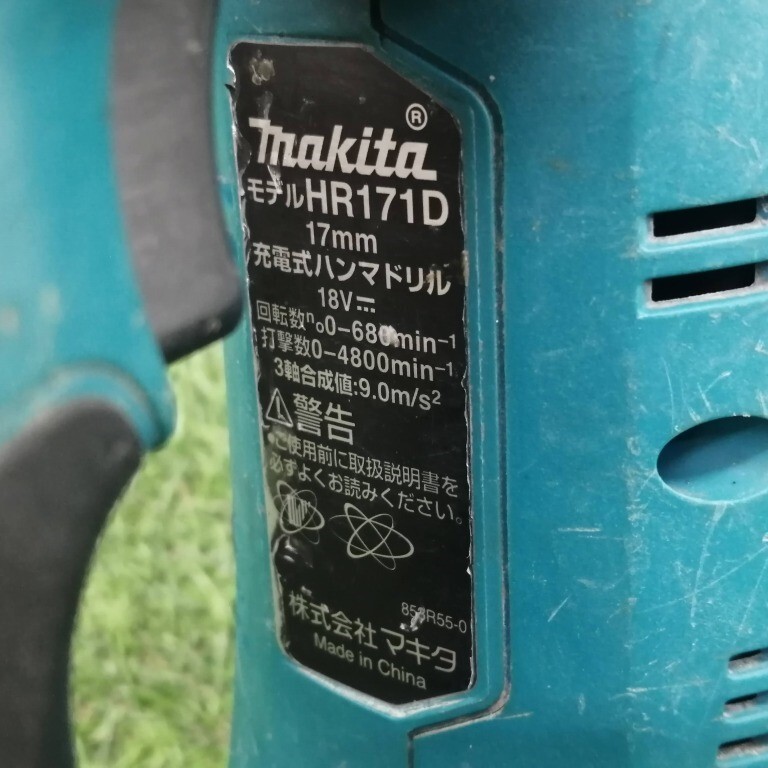 makita®
モデルHR171D
17mm
充電式ハンマドリル
18V⎓
回転数n₀0-680min⁻¹
打撃数0-4800min⁻¹
3軸合成値:9.0m/s²
⚠警告
ご使用前に取扱説明書を
必ずよくお読みください。
株式会社マキタ
Made in China